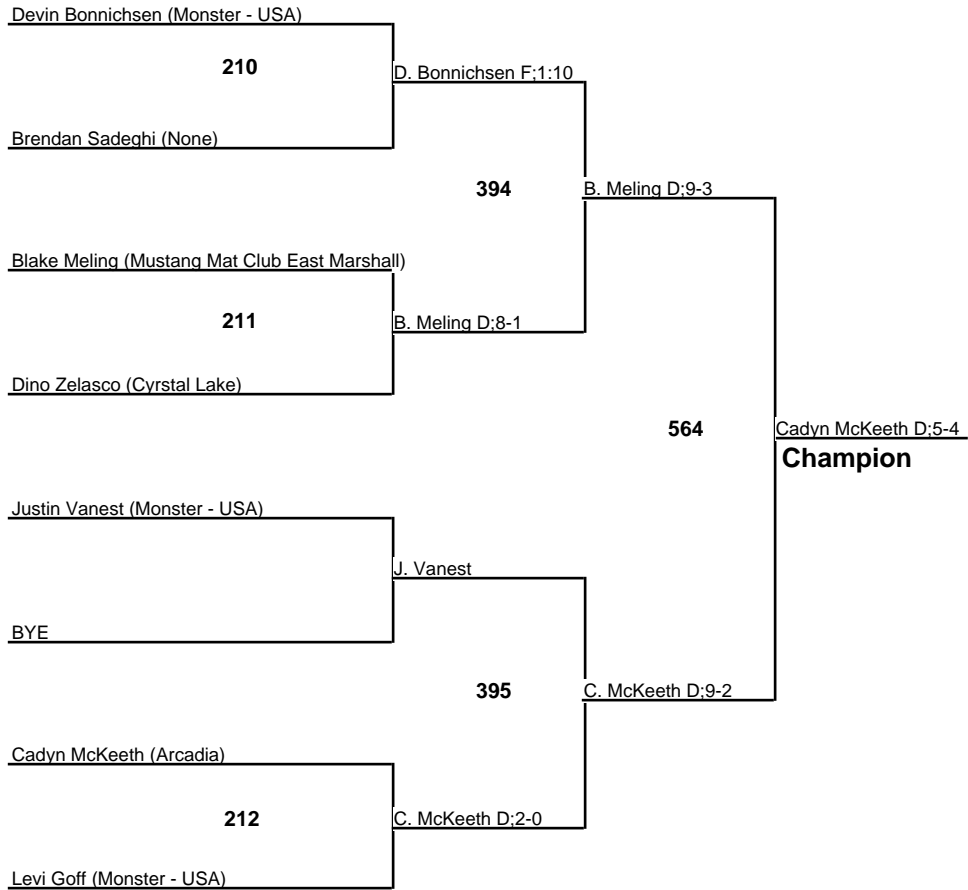 Devin Bonnichsen (Monster - USA)
210
D. Bonnichsen F;1:10
Brendan Sadeghi (None)
394
B. Meling D;9-3
Blake Meling (Mustang Mat Club East Marshall)
211
B. Meling D;8-1
Dino Zelasco (Cyrstal Lake)
564
Cadyn McKeeth D;5-4
Champion
Justin Vanest (Monster - USA)
J. Vanest
BYE
395
C. McKeeth D;9-2
Cadyn McKeeth (Arcadia)
212
C. McKeeth D;2-0
Levi Goff (Monster - USA)